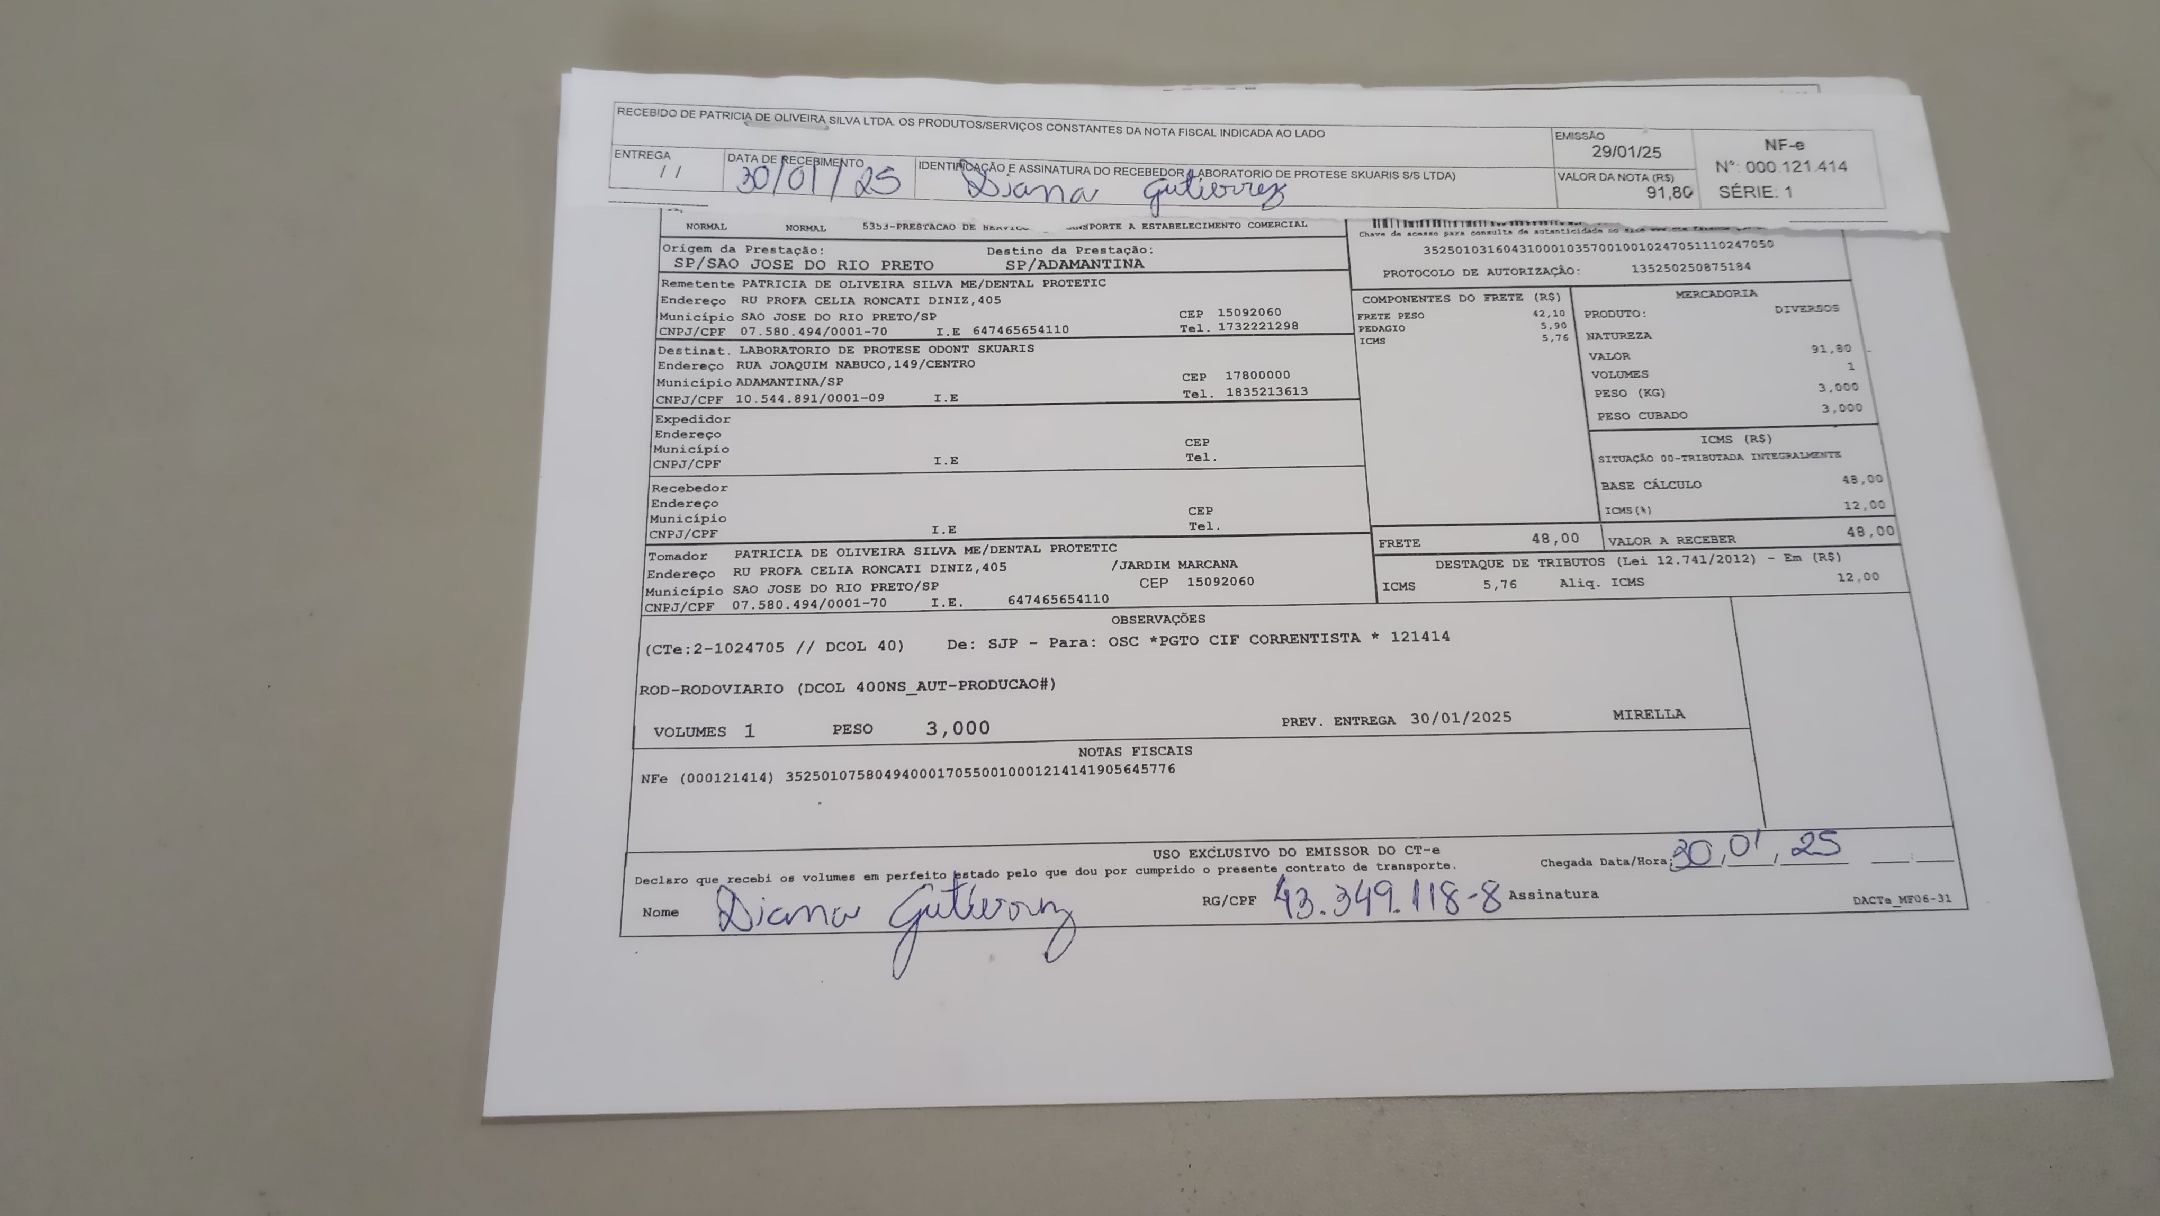 RECEBIDO DE PATRICIA DE OLIVEIRA SILVA LTDA. OS PRODUTOS/SERVIÇOS CONSTANTES DA NOTA FISCAL INDICADA AO LADO
EMISSÃO
29/01/25
VALOR DA NOTA (R$)
91,80
NF-e
Nº: 000.121.414
SÉRIE: 1
ENTREGA
/ /
DATA DE RECEBIMENTO
30/01/25
IDENTIFICAÇÃO E ASSINATURA DO RECEBEDOR (LABORATORIO DE PROTESE SKUARIS S/S LTDA)
Diana Gutierrez
NORMAL NORMAL 5353-PRESTACAO DE TRANSPORTE A ESTABELECIMENTO COMERCIAL
Origem da Prestação: Destino da Prestação:
SP/SAO JOSE DO RIO PRETO SP/ADAMANTINA
Chave de acesso para consulta de autenticidade no
35250103160431000103570010010247051110247050
PROTOCOLO DE AUTORIZAÇÃO: 135250250875184
Remetente PATRICIA DE OLIVEIRA SILVA ME/DENTAL PROTETIC
Endereço RU PROFA CELIA RONCATI DINIZ,405
Município SAO JOSE DO RIO PRETO/SP CEP 15092060
CNPJ/CPF 07.580.494/0001-70 I.E 647465654110 Tel. 1732221298
Destinat. LABORATORIO DE PROTESE ODONT SKUARIS
Endereço RUA JOAQUIM NABUCO,149/CENTRO
Município ADAMANTINA/SP CEP 17800000
CNPJ/CPF 10.544.891/0001-09 I.E Tel. 1835213613
Expedidor
Endereço
Município CEP
CNPJ/CPF I.E Tel.
Recebedor
Endereço
Município CEP
CNPJ/CPF I.E Tel.
Tomador PATRICIA DE OLIVEIRA SILVA ME/DENTAL PROTETIC
Endereço RU PROFA CELIA RONCATI DINIZ,405 /JARDIM MARCANA
Município SAO JOSE DO RIO PRETO/SP CEP 15092060
CNPJ/CPF 07.580.494/0001-70 I.E. 647465654110
COMPONENTES DO FRETE (R$)
FRETE PESO 42,10
PEDAGIO 5,90
ICMS 5,76
MERCADORIA
PRODUTO: DIVERSOS
NATUREZA
VALOR 91,80
VOLUMES 1
PESO (KG) 3,000
PESO CUBADO 3,000
ICMS (R$)
SITUAÇÃO 00-TRIBUTADA INTEGRALMENTE
BASE CÁLCULO 48,00
ICMS(%) 12,00
FRETE 48,00 VALOR A RECEBER 48,00
DESTAQUE DE TRIBUTOS (Lei 12.741/2012) - Em (R$)
ICMS 5,76 Aliq. ICMS 12,00
OBSERVAÇÕES
(CTe:2-1024705 // DCOL 40) De: SJP - Para: OSC *PGTO CIF CORRENTISTA * 121414
ROD-RODOVIARIO (DCOL 400NS_AUT-PRODUCAO#)
VOLUMES 1 PESO 3,000 PREV. ENTREGA 30/01/2025 MIRELLA
NOTAS FISCAIS
NFe (000121414) 35250107580494000170550010001214141905645776
USO EXCLUSIVO DO EMISSOR DO CT-e
Declaro que recebi os volumes em perfeito estado pelo que dou por cumprido o presente contrato de transporte.
Chegada Data/Hora: 30/01/25 :
Nome Diana Gutierrez RG/CPF 43.349.118-8 Assinatura
DACTe_MF06-31